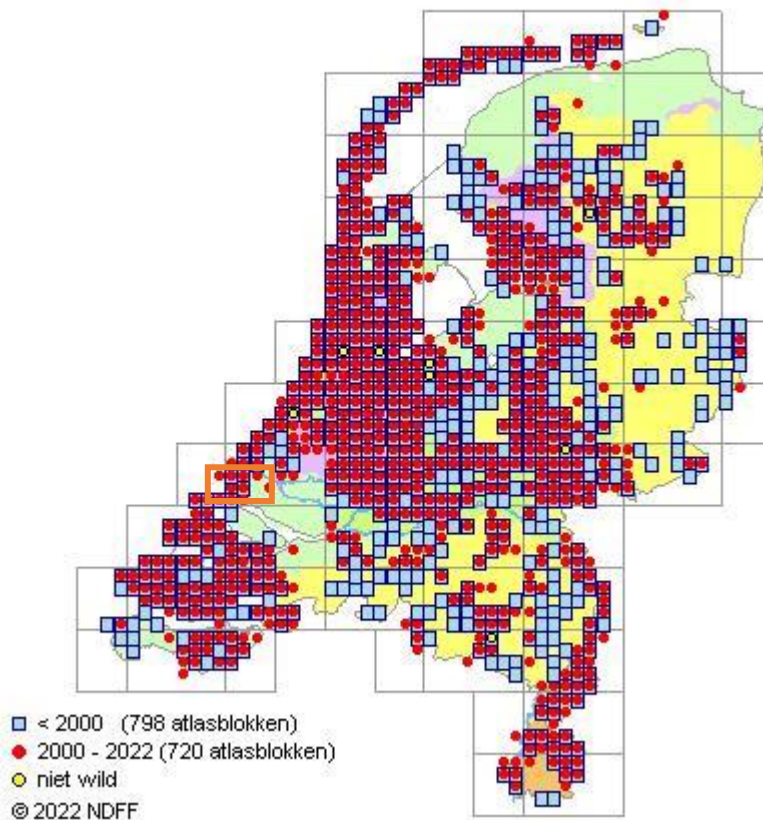 < 2000 (798 atlasblokken)
2000 - 2022 (720 atlasblokken)
niet wild
© 2022 NDFF